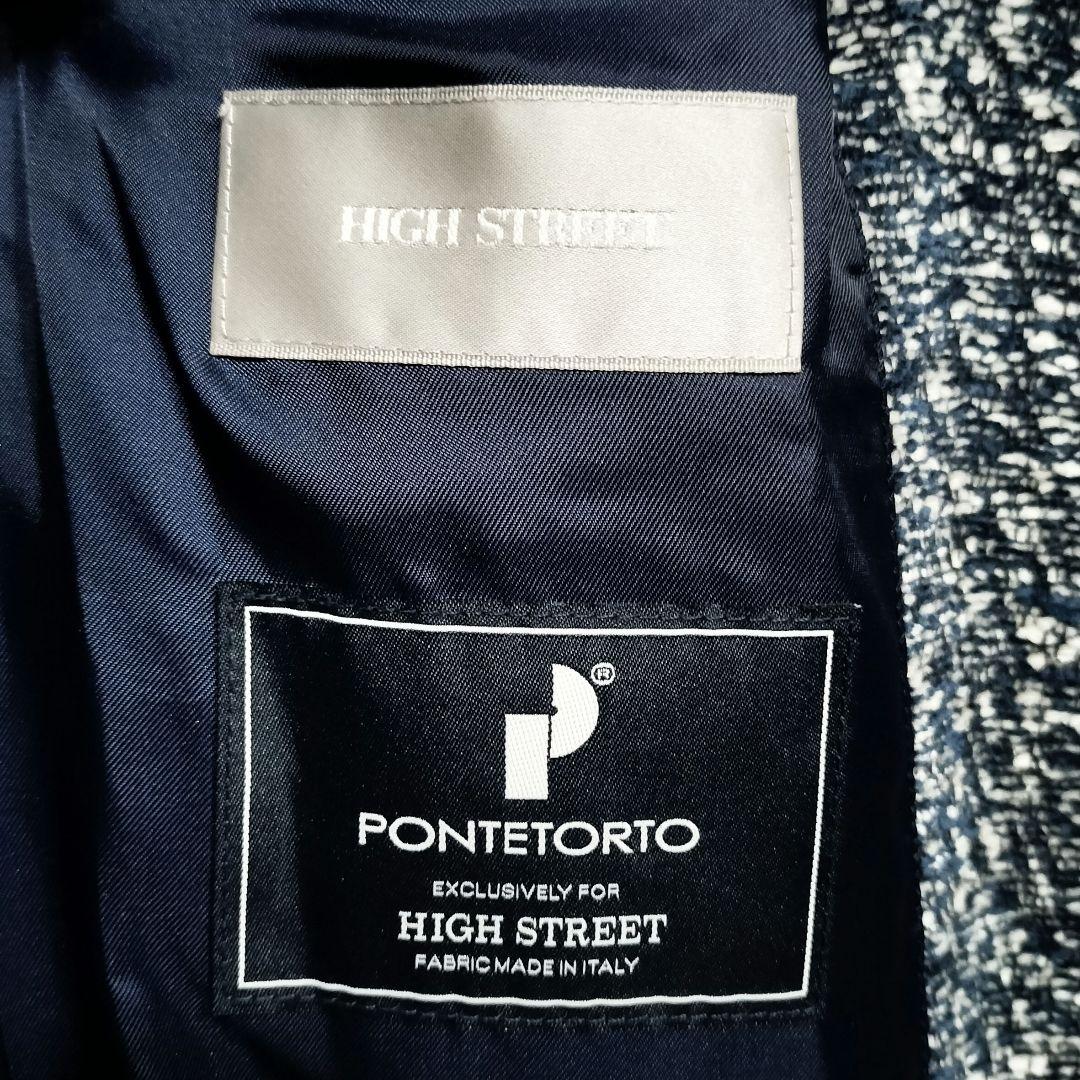 HIGH STREET
P®
PONTETORTO
EXCLUSIVELY FOR
HIGH STREET
FABRIC MADE IN ITALY